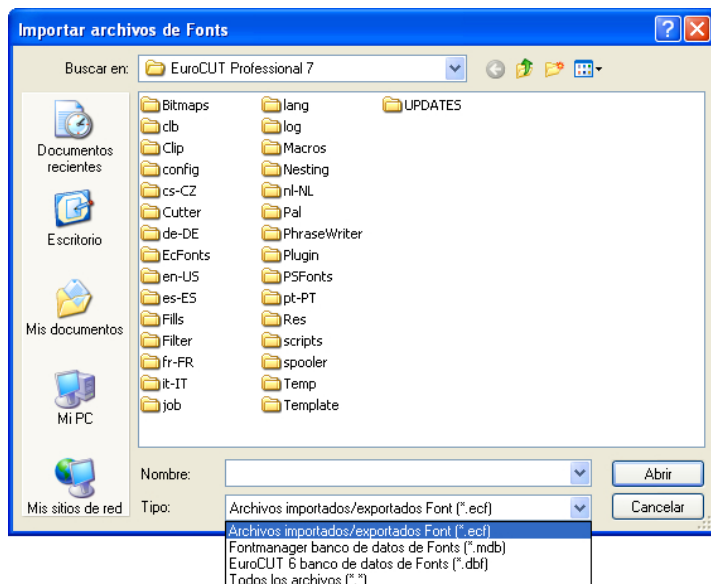 Importar archivos de Fonts
Buscar en:
EuroCUT Professional 7
Documentos
recientes
Escritorio
Mis documentos
Mi PC
Mis sitios de red
Bitmaps
clb
Clip
config
cs-CZ
Cutter
de-DE
EcFonts
en-US
es-ES
Fills
Filter
fr-FR
it-IT
job
lang
log
Macros
Nesting
nl-NL
Pal
PhraseWriter
Plugin
PSFonts
pt-PT
Res
scripts
spooler
Temp
Template
UPDATES
Nombre:
Abrir
Tipo:
Archivos importados/exportados Font (*.ecf)
Cancelar
Archivos importados/exportados Font (*.ecf)
Fontmanager banco de datos de Fonts (*.mdb)
EuroCUT 6 banco de datos de Fonts (*.dbf)
Todos los archivos (*.*)